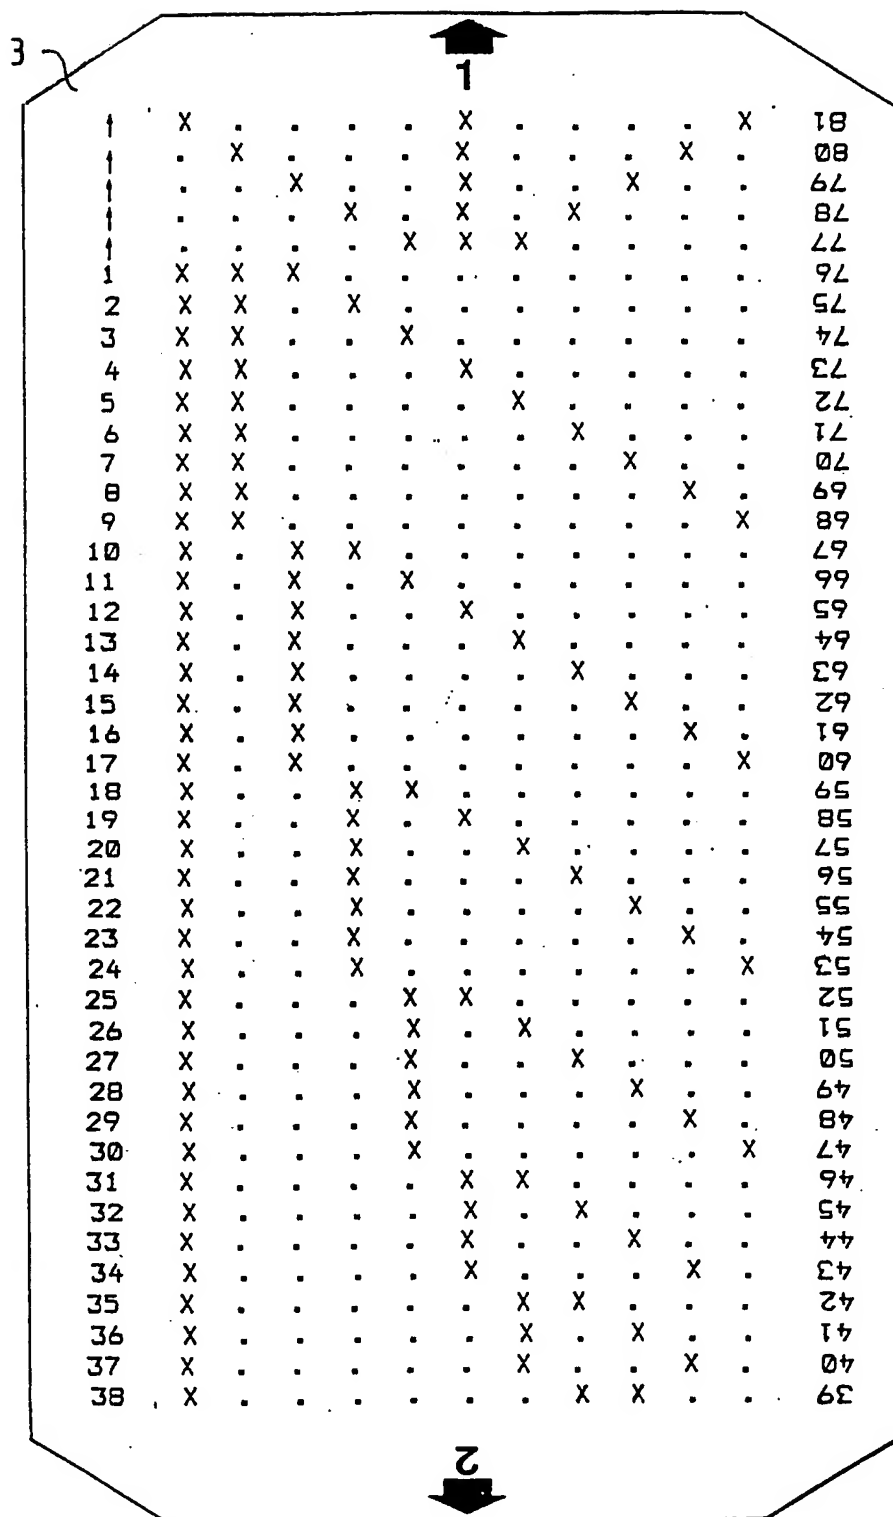 3
1
↑ X . . . . X . . . . X 81
↑ . X . . . X . . . X . 80
↑ . . X . . X . . X . . 79
↑ . . . X . X . X . . . 78
↑ . . . . X X X . . . . 77
1 X X X . . . . . . . . 76
2 X X . X . . . . . . . 75
3 X X . . X . . . . . . 74
4 X X . . . X . . . . . 73
5 X X . . . . X . . . . 72
6 X X . . . . . X . . . 71
7 X X . . . . . . X . . 70
8 X X . . . . . . . X . 69
9 X X . . . . . . . . X 68
10 X . X X . . . . . . . 67
11 X . X . X . . . . . . 66
12 X . X . . X . . . . . 65
13 X . X . . . X . . . . 64
14 X . X . . . . X . . . 63
15 X . X . . . . . X . . 62
16 X . X . . . . . . X . 61
17 X . X . . . . . . . X 60
18 X . . X X . . . . . . 59
19 X . . X . X . . . . . 58
20 X . . X . . X . . . . 57
21 X . . X . . . X . . . 56
22 X . . X . . . . X . . 55
23 X . . X . . . . . X . 54
24 X . . X . . . . . . X 53
25 X . . . X X . . . . . 52
26 X . . . X . X . . . . 51
27 X . . . X . . X . . . 50
28 X . . . X . . . X . . 49
29 X . . . X . . . . X . 48
30 X . . . X . . . . . X 47
31 X . . . . X X . . . . 46
32 X . . . . X . X . . . 45
33 X . . . . X . . X . . 44
34 X . . . . X . . . X . 43
35 X . . . . . X X . . . 42
36 X . . . . . X . X . . 41
37 X . . . . . X . . X . 40
38 X . . . . . . X X . . 39
2